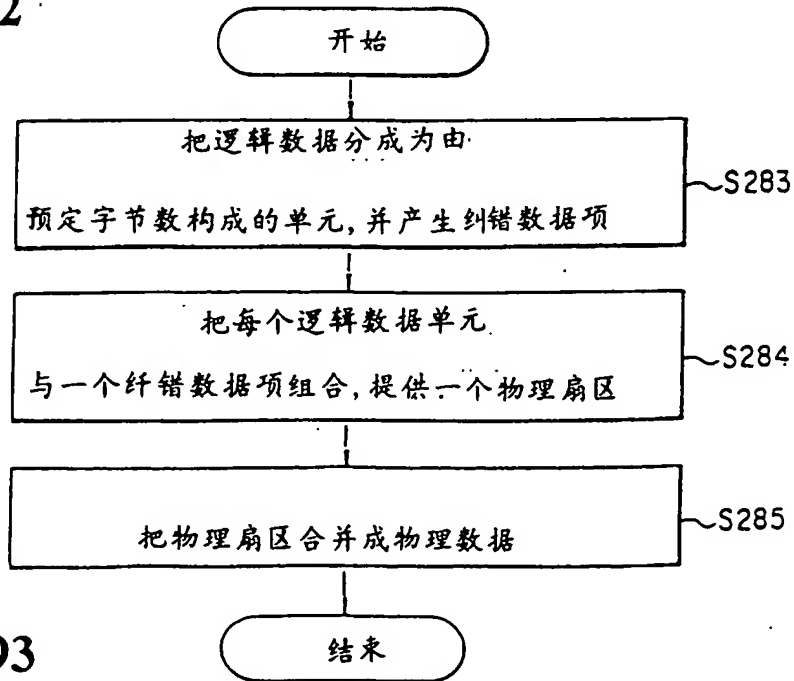 2
开始
把逻辑数据分成为由
预定字节数构成的单元,并产生纠错数据项
S283
把每个逻辑数据单元
与一个纤错数据项组合,提供一个物理扇区
S284
把物理扇区合并成物理数据
S285
结束
93